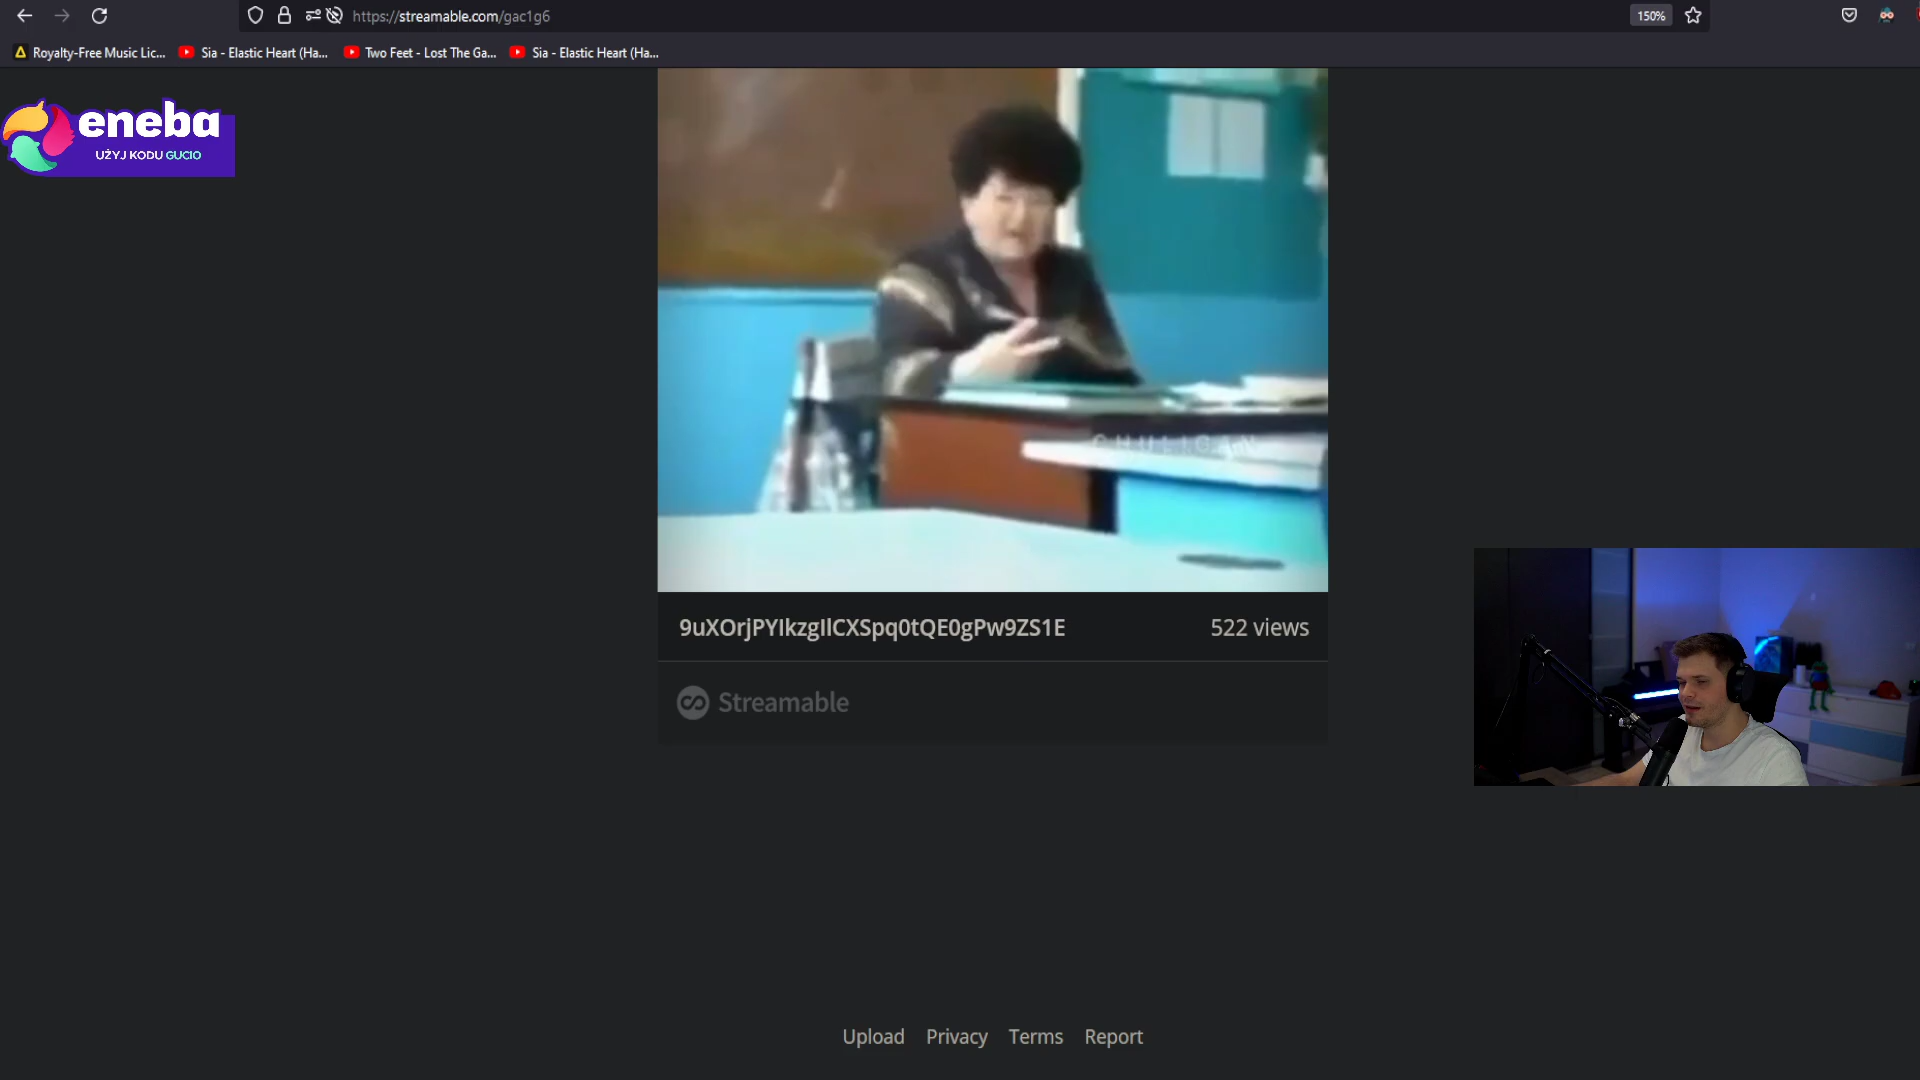 https://streamable.com/gac1g6
150%
Royalty-Free Music Lic...
Sia - Elastic Heart (Ha...
Two Feet - Lost The Ga...
Sia - Elastic Heart (Ha...
eneba
UŻYJ KODU GUCIO
CHULIGAN
9uXOrjPYIkzgIlCXSpq0tQE0gPw9ZS1E
522 views
Streamable
Upload Privacy Terms Report